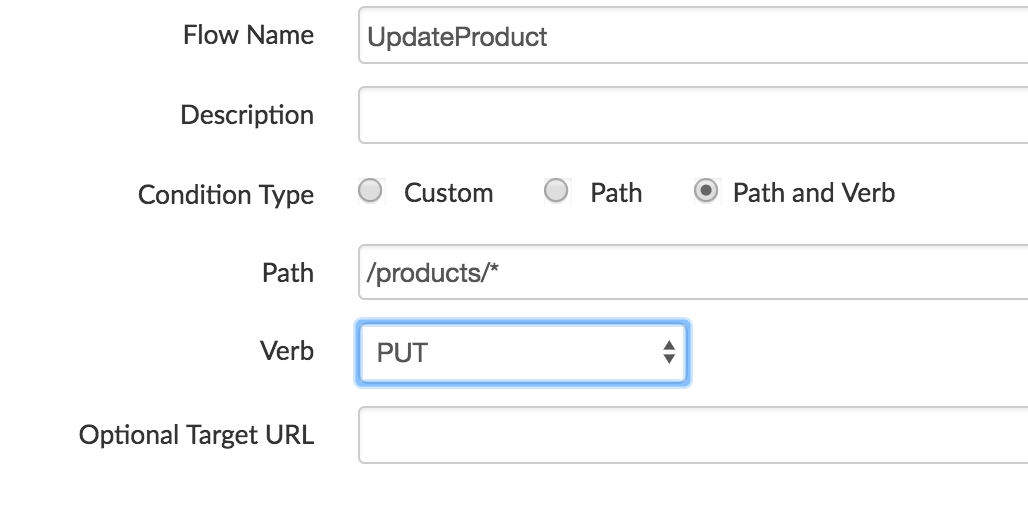 Flow Name UpdateProduct
Description
Condition Type Custom Path Path and Verb
Path /products/*
Verb PUT
Optional Target URL